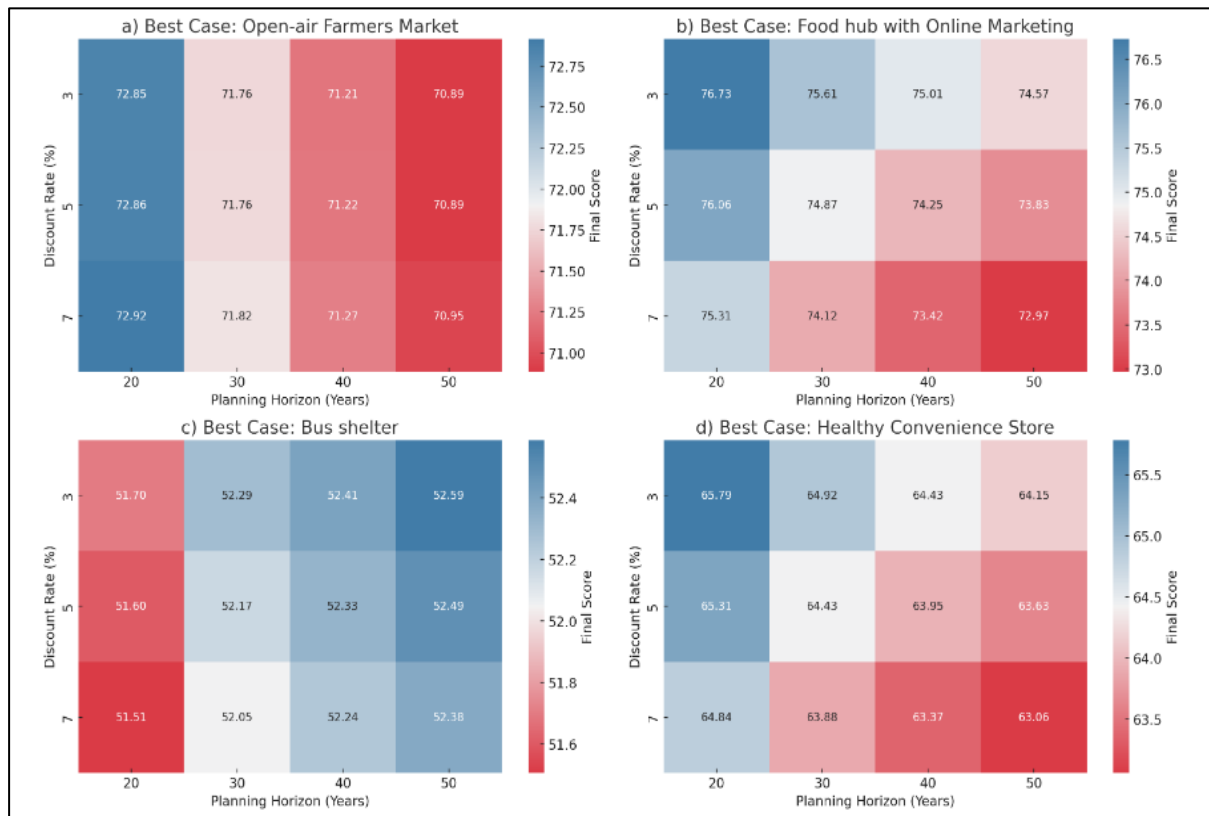 a) Best Case: Open-air Farmers Market
72.85 71.76 71.21 70.89
72.86 71.76 71.22 70.89
72.92 71.82 71.27 70.95
3
5
7
Discount Rate (%)
20 30 40 50
Planning Horizon (Years)
72.75
72.50
72.25
72.00
71.75
71.50
71.25
71.00
Final Score
b) Best Case: Food hub with Online Marketing
76.73 75.61 75.01 74.57
76.06 74.87 74.25 73.83
75.31 74.12 73.42 72.97
3
5
7
Discount Rate (%)
20 30 40 50
Planning Horizon (Years)
76.5
76.0
75.5
75.0
74.5
74.0
73.5
73.0
Final Score
c) Best Case: Bus shelter
51.70 52.29 52.41 52.59
51.60 52.17 52.33 52.49
51.51 52.05 52.24 52.38
3
5
7
Discount Rate (%)
20 30 40 50
Planning Horizon (Years)
52.4
52.2
52.0
51.8
51.6
Final Score
d) Best Case: Healthy Convenience Store
65.79 64.92 64.43 64.15
65.31 64.43 63.95 63.63
64.84 63.88 63.37 63.06
3
5
7
Discount Rate (%)
20 30 40 50
Planning Horizon (Years)
65.5
65.0
64.5
64.0
63.5
Final Score